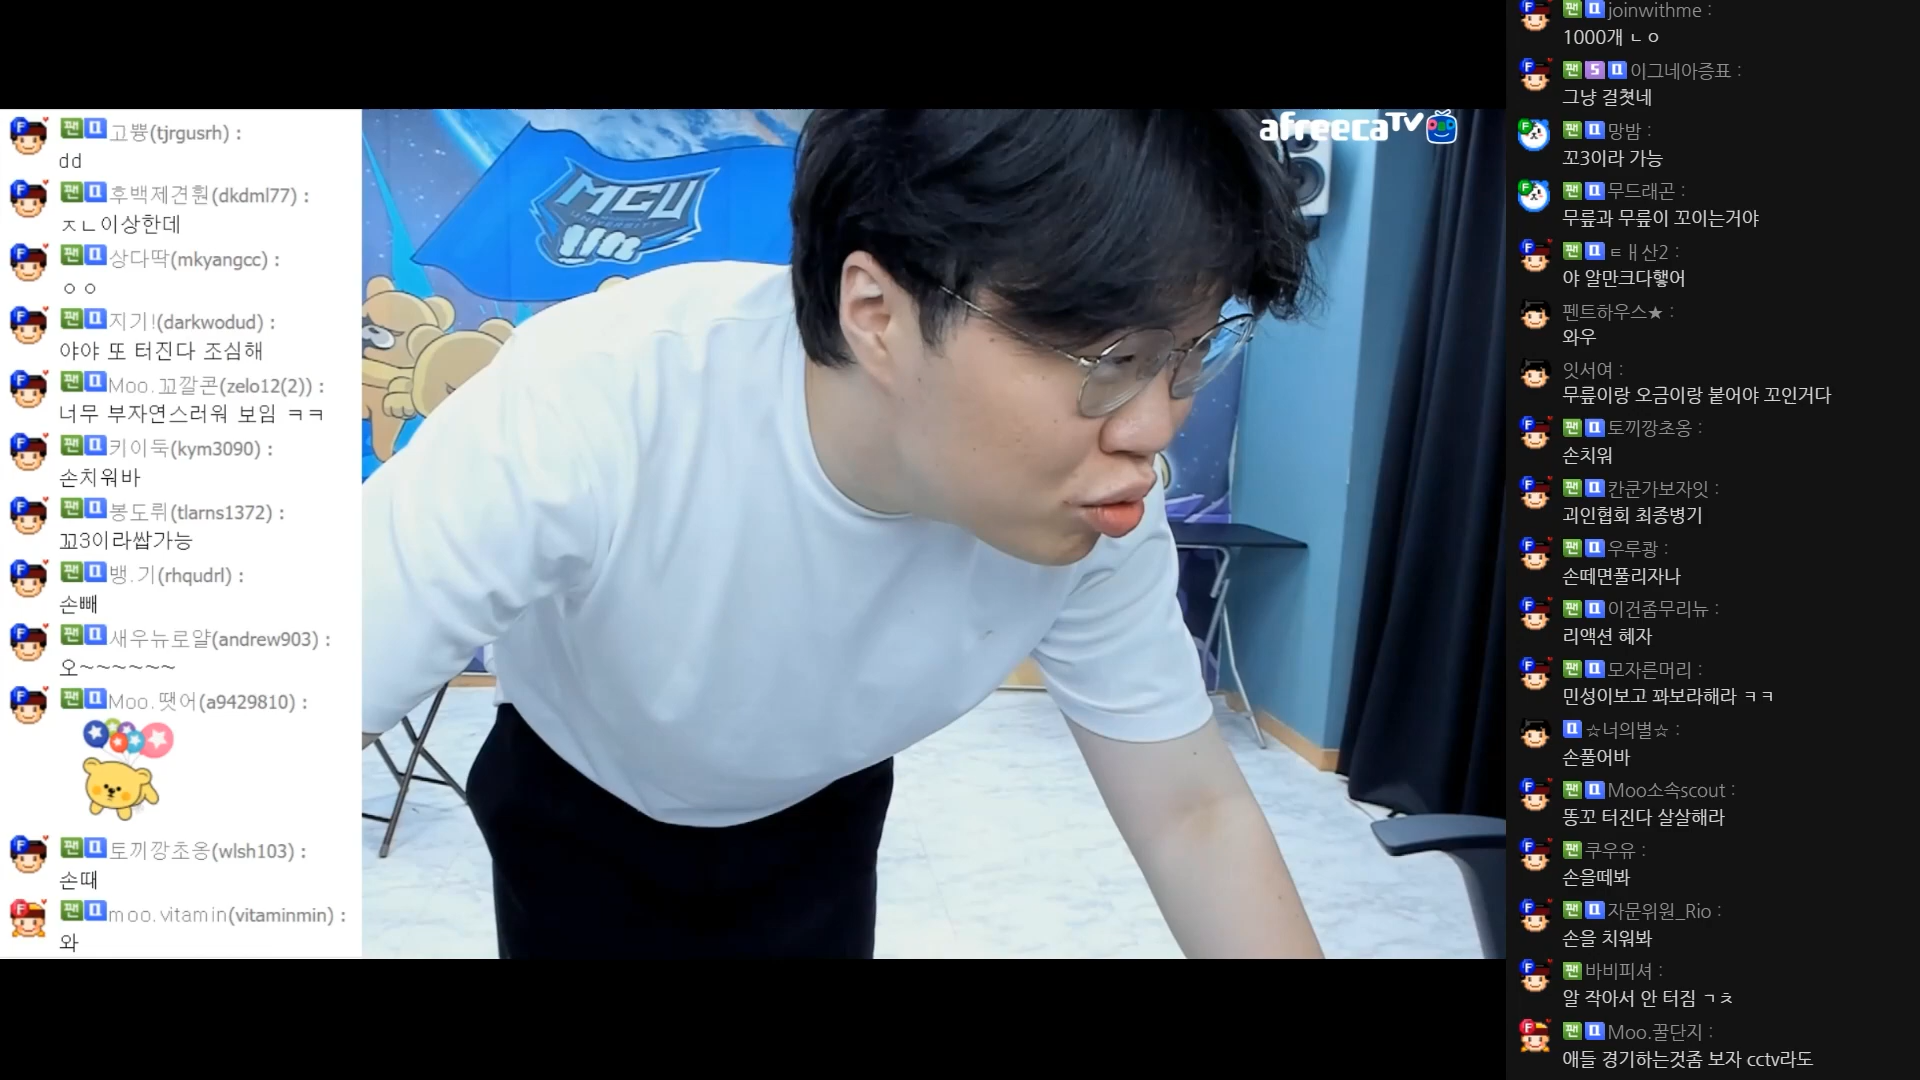 고쁑(tjrgusrh) :
dd
후백제견훤(dkdml77) :
ㅈㄴ이상한데
상다딱(mkyangcc) :
ㅇㅇ
지기!(darkwodud) :
야야 또 터진다 조심해
Moo.꼬깔콘(zelo12(2)) :
너무 부자연스러워 보임 ㅋㅋ
키이둑(kym3090) :
손치워바
봉도뤼(tlarns1372) :
꼬3이라쌉가능
뱅.기(rhqudrl) :
손빼
새우뉴로얄(andrew903) :
오~~~~~~
Moo.땟어(a9429810) :
토끼깡초옹(wlsh103) :
손때
moo.vitamin(vitaminmin) :
와
MCU
UNIVERSITY
afreecaTV
joinwithme :
1000개 ㄴㅇ
이그네아증표 :
그냥 걸쳣네
망밤 :
꼬3이라 가능
무드래곤 :
무릎과 무릎이 꼬이는거야
ㅌㅐ산2 :
야 알만크다햏어
펜트하우스★ :
와우
잇서여 :
무릎이랑 오금이랑 붙어야 꼬인거다
토끼깡초옹 :
손치워
칸쿤가보자잇 :
괴인협회 최종병기
우루쾅 :
손떼면풀리자나
이건좀무리뉴 :
리액션 혜자
모자른머리 :
민성이보고 꽈보라해라 ㅋㅋ
☆너의별☆ :
손풀어바
Moo소속scout :
똥꼬 터진다 살살해라
쿠우유 :
손을떼봐
자문위원_Rio :
손을 치워봐
바비피셔 :
알 작아서 안 터짐 ㄱㅊ
Moo.꿀단지 :
애들 경기하는것좀 보자 cctv라도